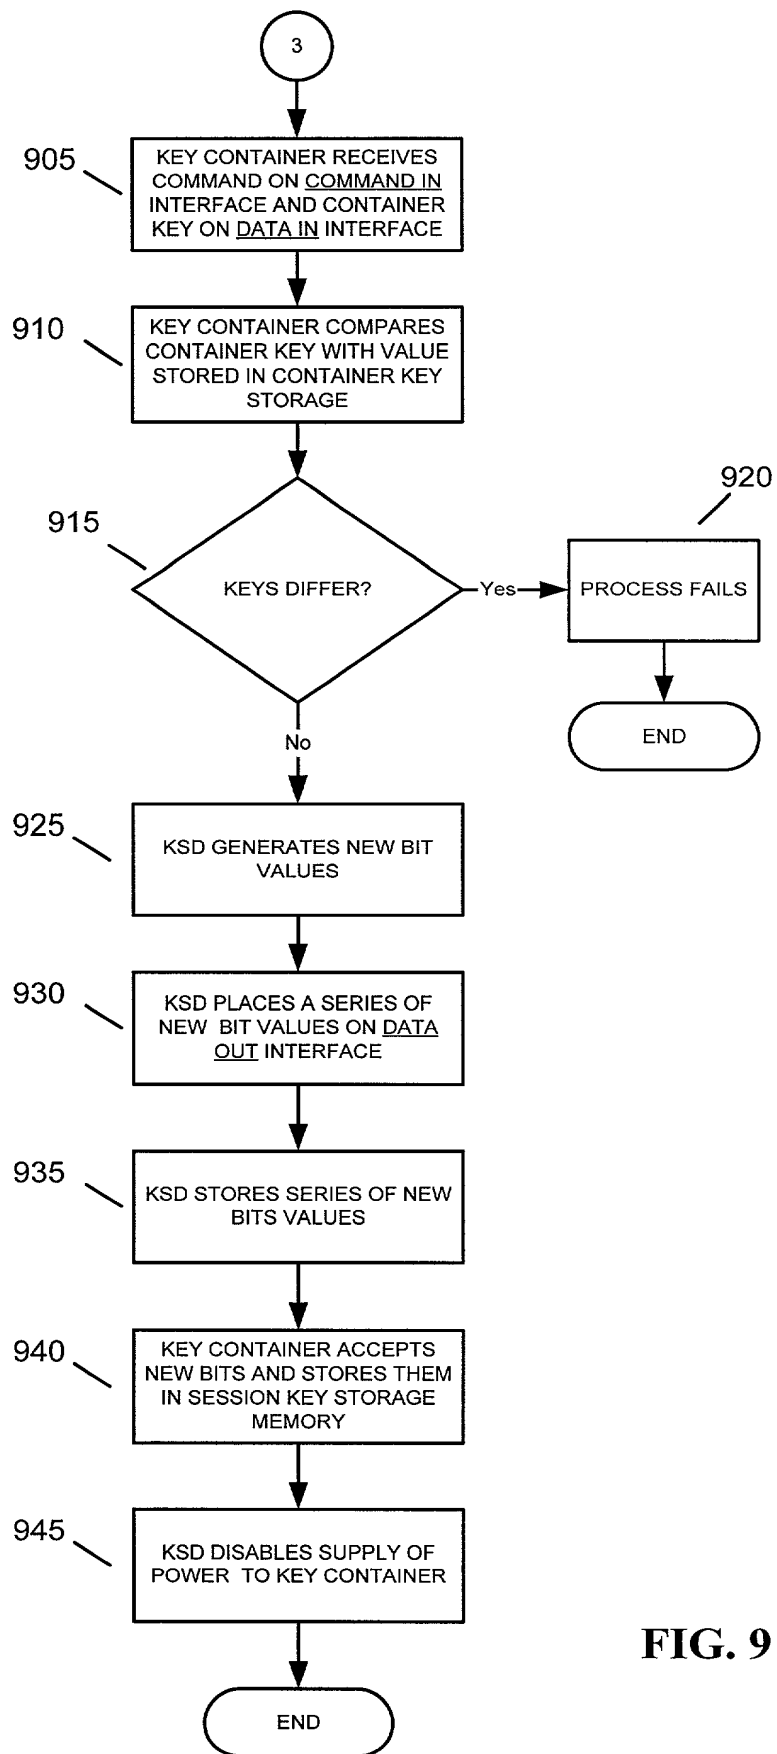 3
905
KEY CONTAINER RECEIVES
COMMAND ON COMMAND IN
INTERFACE AND CONTAINER
KEY ON DATA IN INTERFACE
910
KEY CONTAINER COMPARES
CONTAINER KEY WITH VALUE
STORED IN CONTAINER KEY
STORAGE
915
KEYS DIFFER?
Yes
920
PROCESS FAILS
END
No
925
KSD GENERATES NEW BIT
VALUES
930
KSD PLACES A SERIES OF
NEW BIT VALUES ON DATA
OUT INTERFACE
935
KSD STORES SERIES OF NEW
BITS VALUES
940
KEY CONTAINER ACCEPTS
NEW BITS AND STORES THEM
IN SESSION KEY STORAGE
MEMORY
945
KSD DISABLES SUPPLY OF
POWER TO KEY CONTAINER
END
FIG. 9